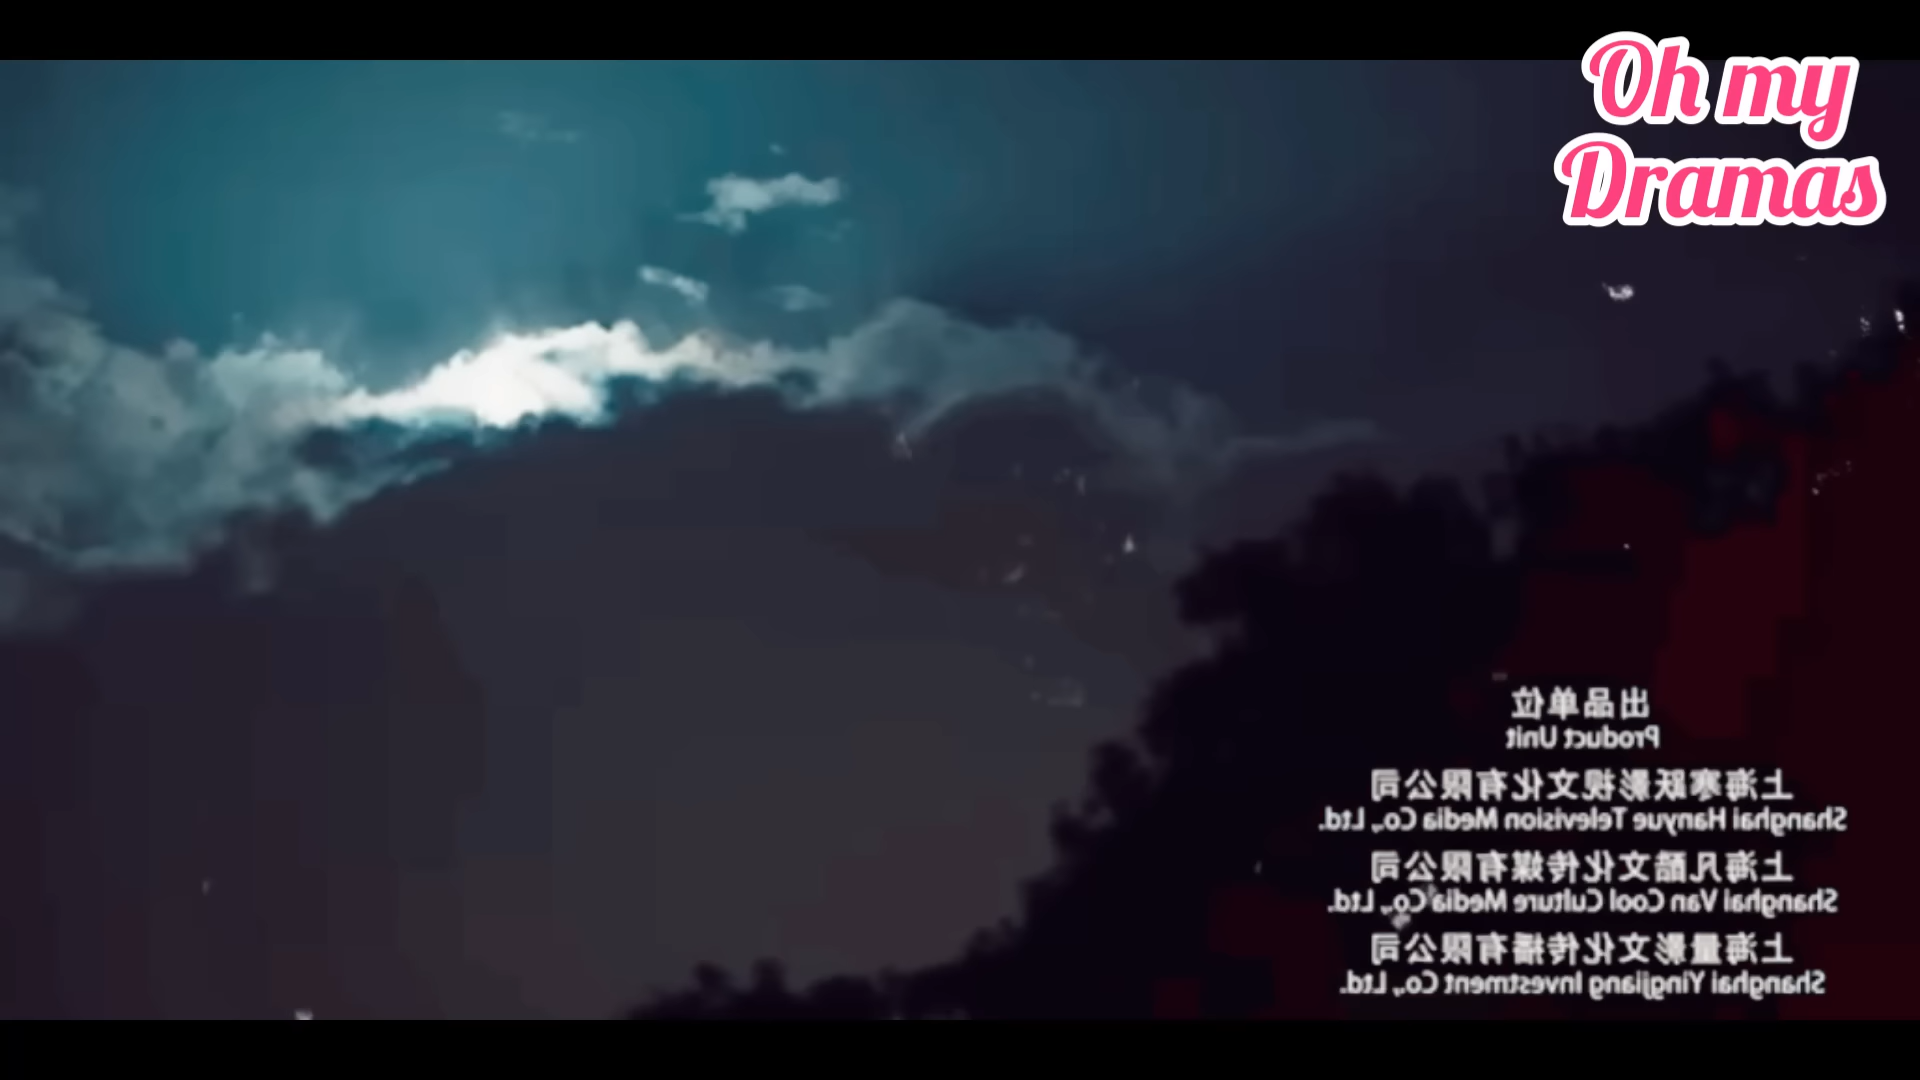 Oh my
Dramas
出品单位
Product Unit
上海寒跃影视文化有限公司
Shanghai Hanyue Television Media Co., Ltd.
上海凡酷文化传媒有限公司
Shanghai Van Cool Culture Media Co., Ltd.
上海量影文化传播有限公司
Shanghai Yingjiang Investment Co., Ltd.